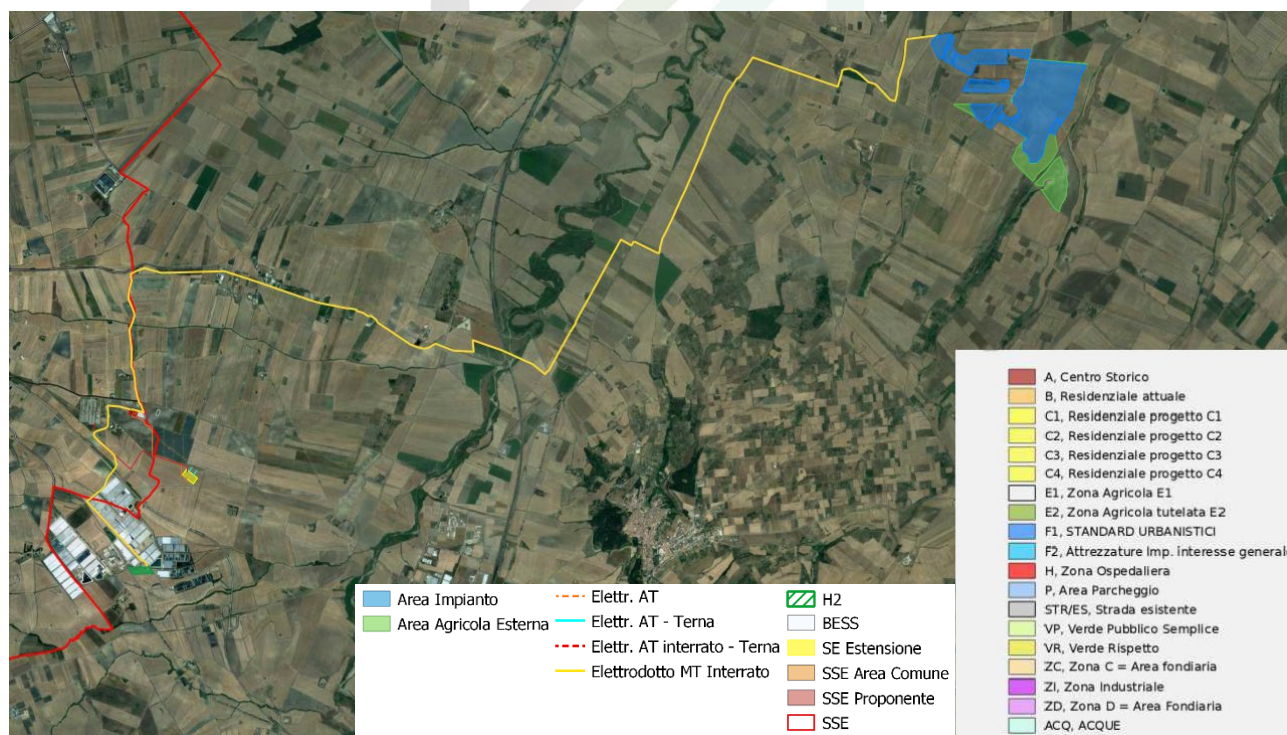 Area Impianto
Area Agricola Esterna
Elettr. AT
Elettr. AT - Terna
Elettr. AT interrato - Terna
Elettrodotto MT Interrato
H2
BESS
SE Estensione
SSE Area Comune
SSE Proponente
SSE
A, Centro Storico
B, Residenziale attuale
C1, Residenziale progetto C1
C2, Residenziale progetto C2
C3, Residenziale progetto C3
C4, Residenziale progetto C4
E1, Zona Agricola E1
E2, Zona Agricola tutelata E2
F1, STANDARD URBANISTICI
F2, Attrezzature Imp. interesse generale
H, Zona Ospedaliera
P, Area Parcheggio
STR/ES, Strada esistente
VP, Verde Pubblico Semplice
VR, Verde Rispetto
ZC, Zona C = Area fondiaria
ZI, Zona Industriale
ZD, Zona D = Area Fondiaria
ACQ, ACQUE